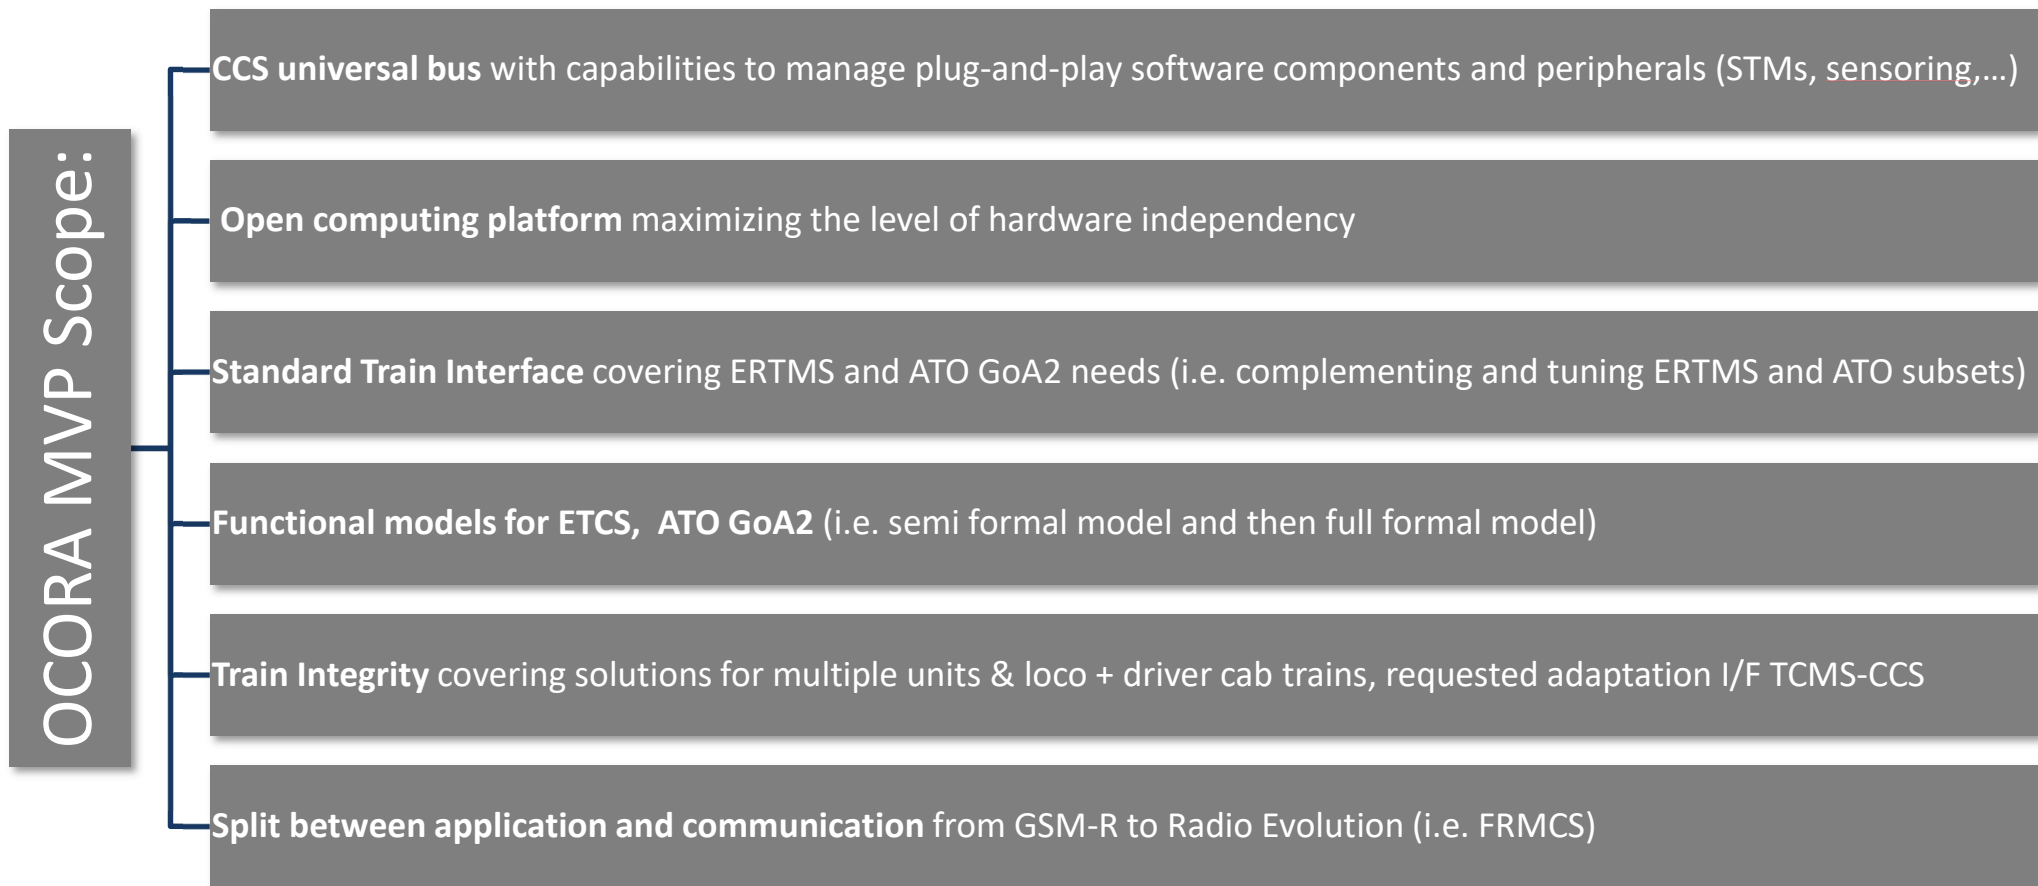 OCORA MVP Scope:
CCS universal bus with capabilities to manage plug-and-play software components and peripherals (STMs, sensoring,…)
Open computing platform maximizing the level of hardware independency
Standard Train Interface covering ERTMS and ATO GoA2 needs (i.e. complementing and tuning ERTMS and ATO subsets)
Functional models for ETCS,  ATO GoA2 (i.e. semi formal model and then full formal model)
Train Integrity covering solutions for multiple units & loco + driver cab trains, requested adaptation I/F TCMS-CCS
Split between application and communication from GSM-R to Radio Evolution (i.e. FRMCS)